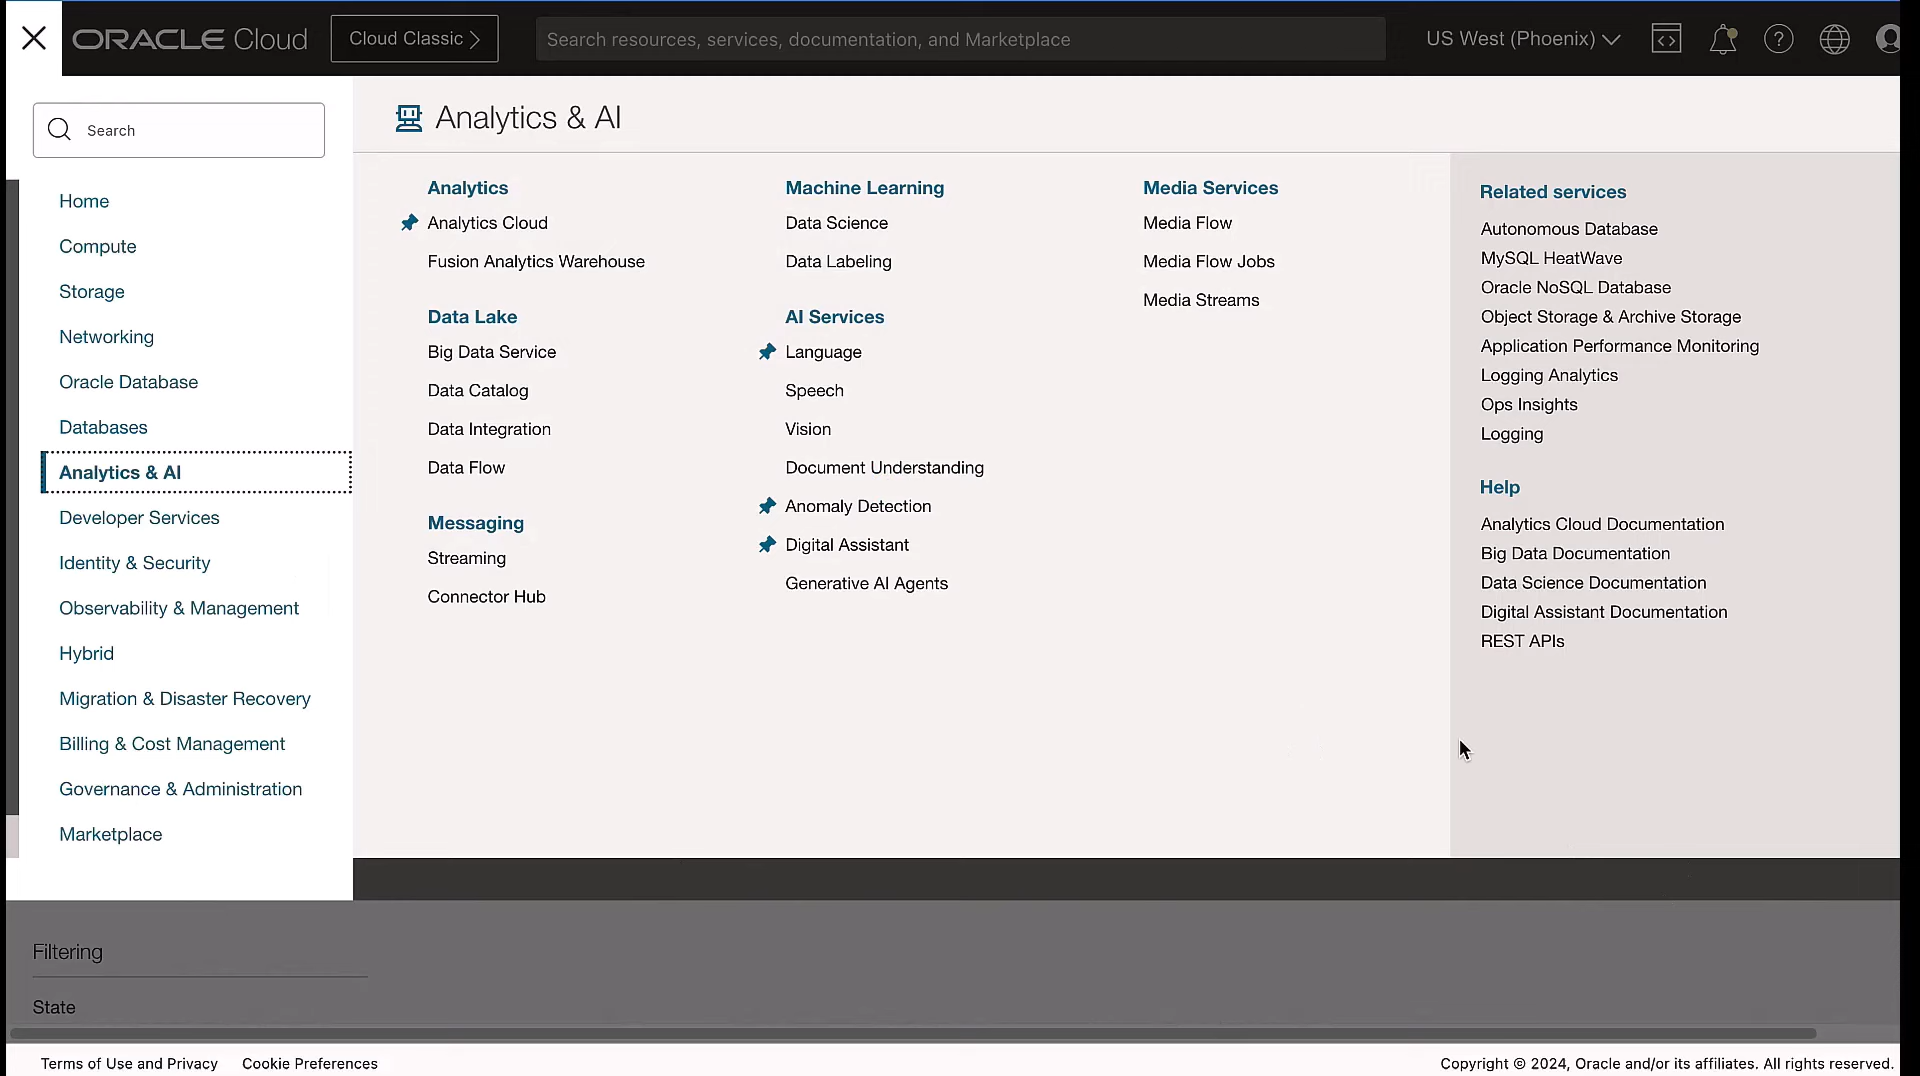 ORACLE Cloud
Cloud Classic
Search resources, services, documentation, and Marketplace
US West (Phoenix)
Search
Home
Compute
Storage
Networking
Oracle Database
Databases
Analytics & AI
Developer Services
Identity & Security
Observability & Management
Hybrid
Migration & Disaster Recovery
Billing & Cost Management
Governance & Administration
Marketplace
Analytics & AI
Analytics
Analytics Cloud
Fusion Analytics Warehouse
Data Lake
Big Data Service
Data Catalog
Data Integration
Data Flow
Messaging
Streaming
Connector Hub
Machine Learning
Data Science
Data Labeling
AI Services
Language
Speech
Vision
Document Understanding
Anomaly Detection
Digital Assistant
Generative AI Agents
Media Services
Media Flow
Media Flow Jobs
Media Streams
Related services
Autonomous Database
MySQL HeatWave
Oracle NoSQL Database
Object Storage & Archive Storage
Application Performance Monitoring
Logging Analytics
Ops Insights
Logging
Help
Analytics Cloud Documentation
Big Data Documentation
Data Science Documentation
Digital Assistant Documentation
REST APIs
Filtering
State
Terms of Use and Privacy
Cookie Preferences
Copyright © 2024, Oracle and/or its affiliates. All rights reserved.